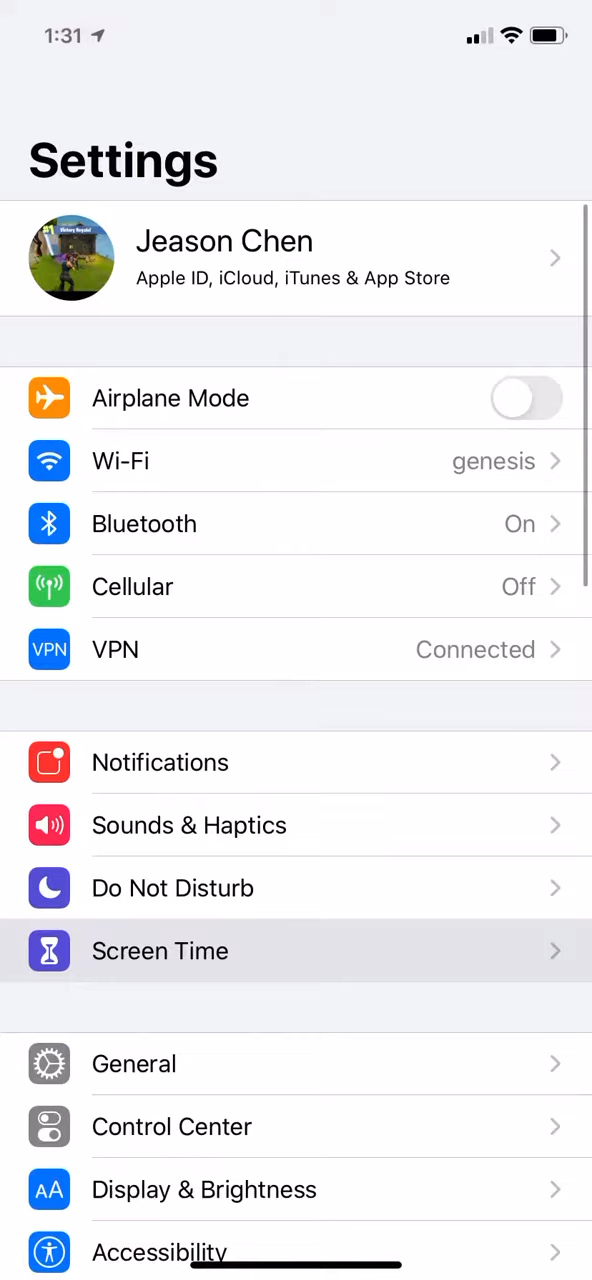 1:31
Settings
Jeason Chen
Apple ID, iCloud, iTunes & App Store
Airplane Mode
Wi-Fi genesis
Bluetooth On
Cellular Off
VPN VPN Connected
Notifications
Sounds & Haptics
Do Not Disturb
Screen Time
General
Control Center
AA Display & Brightness
Accessibility